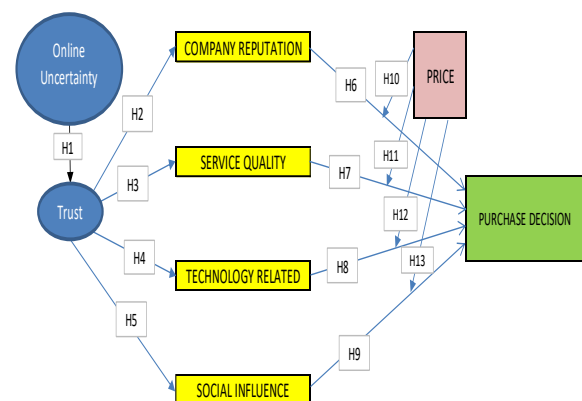 Online
Uncertainty
COMPANY REPUTATION
PRICE
H10
H6
H2
H1
H11
SERVICE QUALITY
H7
H3
Trust
H12
PURCHASE DECISION
H4
H13
TECHNOLOGY RELATED
H8
H5
H9
SOCIAL INFLUENCE